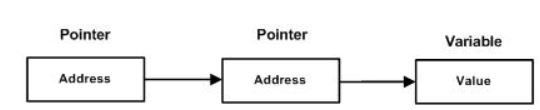 Pointer
Pointer
Variable
Address
Address
Value